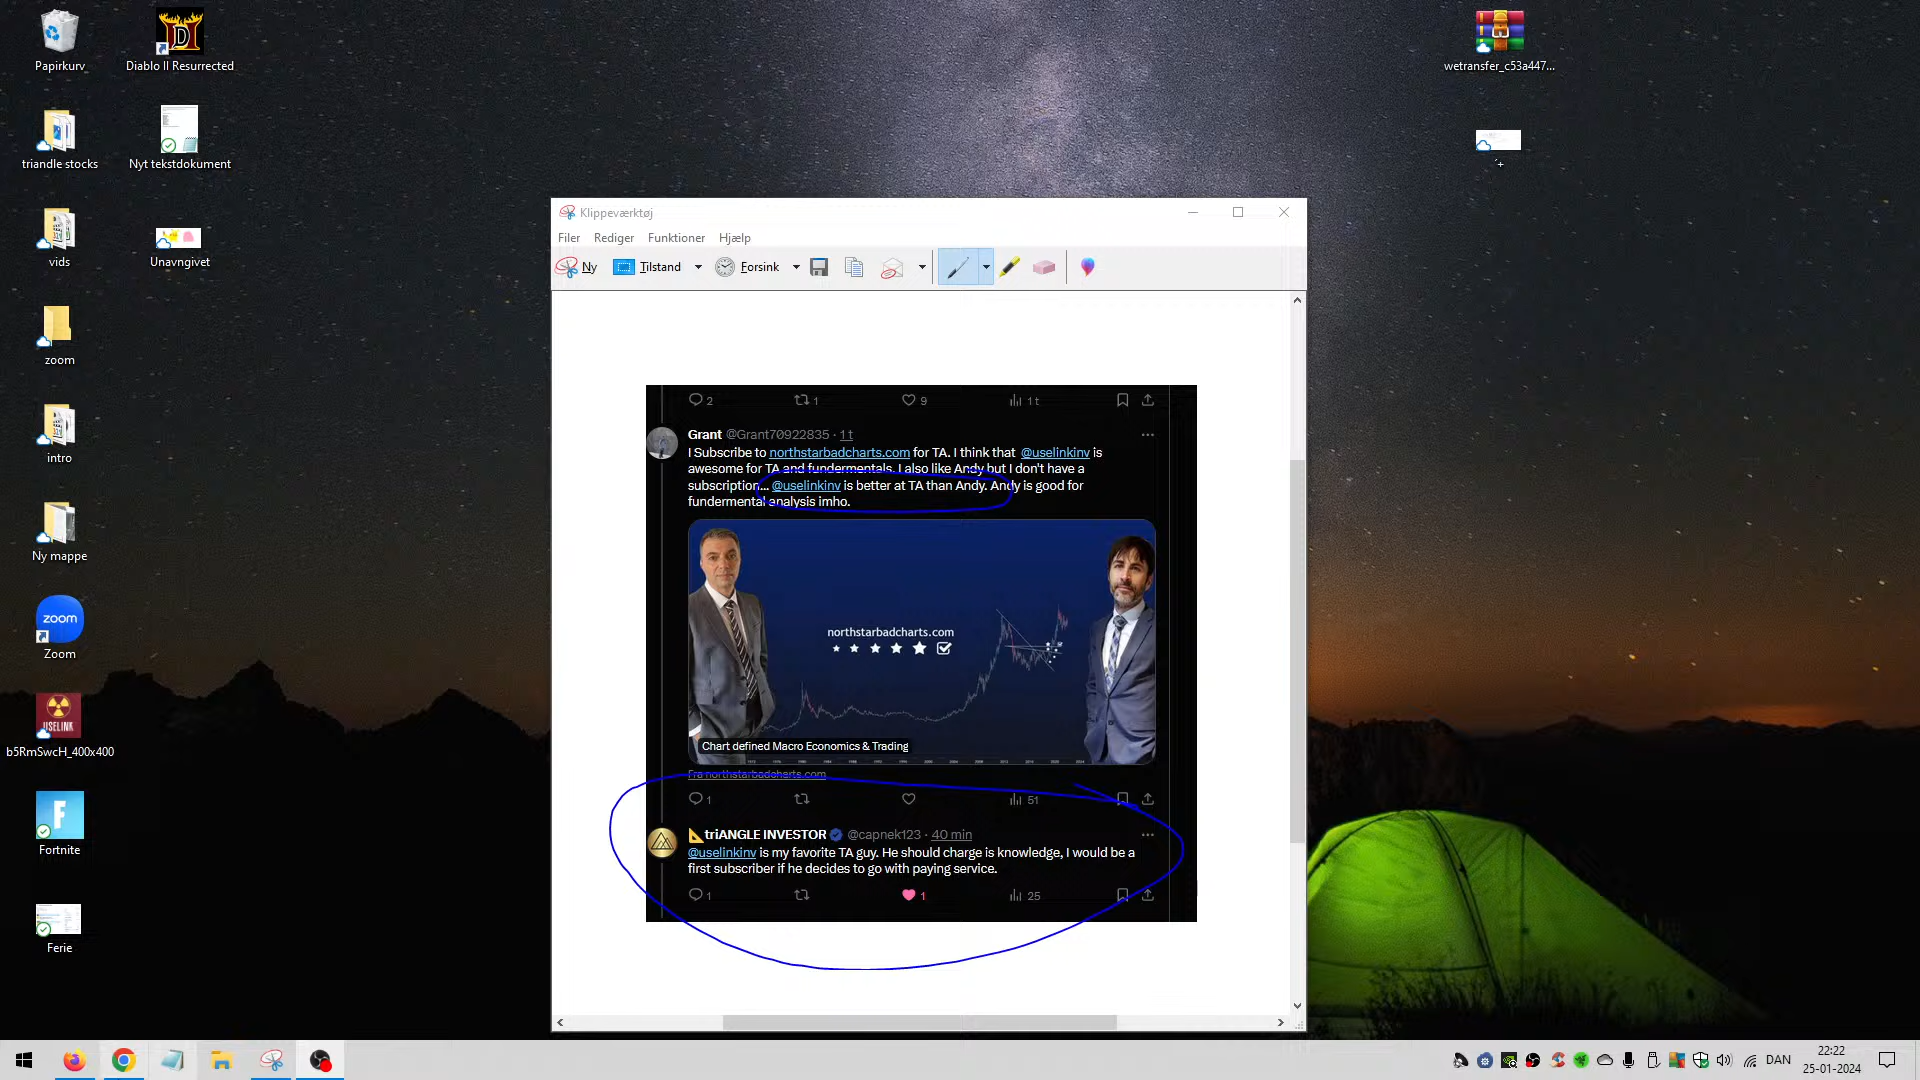 Papirkurv
Diablo II Resurrected
wetransfer_c53a447...
triandle stocks
Nyt tekstdokument
vids
Unavngivet
zoom
intro
Ny mappe
zoom
Zoom
USELINK
b5RmSwcH_400x400
Fortnite
Ferie
Klippeværktøj
Filer Rediger Funktioner Hjælp
Ny Tilstand Forsink
2 1 9 1 t
Grant @Grant70922835 · 1 t
I Subscribe to northstarbadcharts.com for TA. I think that @uselinkinv is
awesome for TA and fundermentals. I also like Andy but I don't have a
subscription... @uselinkinv is better at TA than Andy. Andy is good for
fundermental analysis imho.
northstarbadcharts.com
Chart defined Macro Economics & Trading
Fra northstarbadcharts.com
1 51
triANGLE INVESTOR @capnek123 · 40 min
@uselinkinv is my favorite TA guy. He should charge is knowledge, I would be a
first subscriber if he decides to go with paying service.
1 1 25
DAN
22:22
25-01-2024